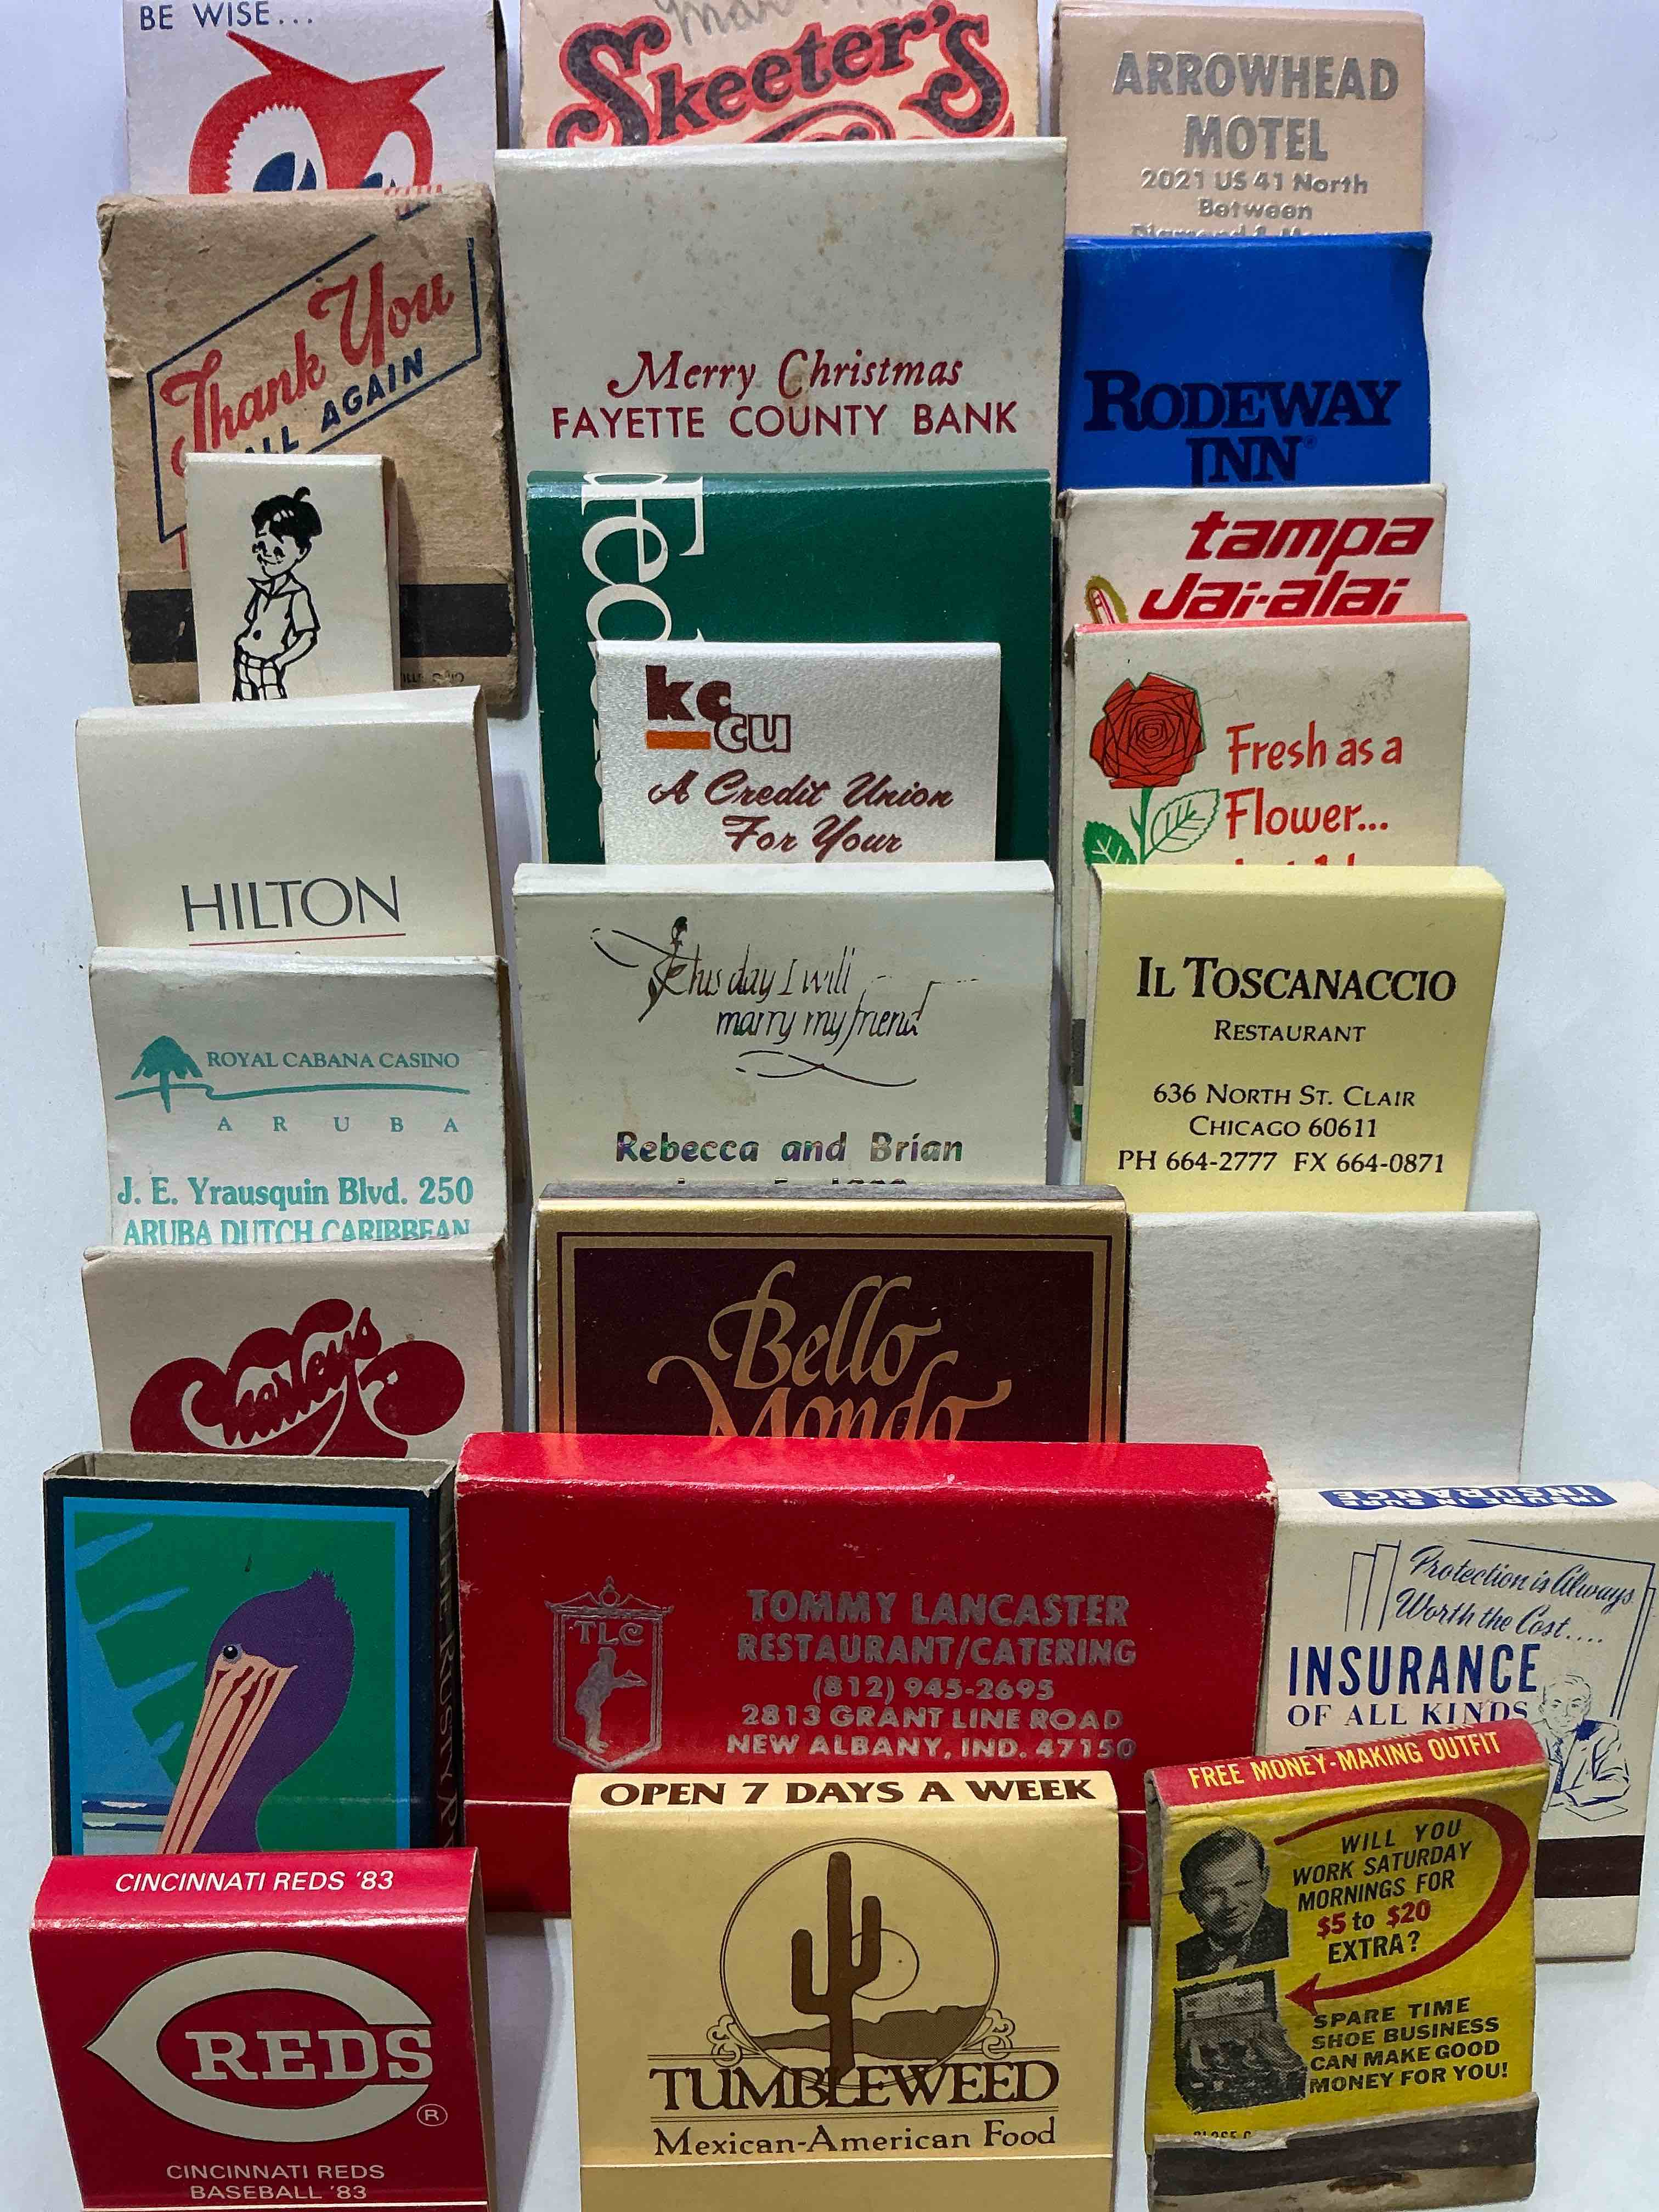 BE WISE...
Skeeter's
ARROWHEAD
MOTEL
2021 US 41 North
Between
Thank You
CALL AGAIN
Merry Christmas
FAYETTE COUNTY BANK
RODEWAY
INN®
tampa
Jai-alai
kccu
A Credit Union
For Your
Fresh as a
Flower...
HILTON
This day I will
marry my friend
Rebecca and Brian
IL TOSCANACCIO
RESTAURANT
636 NORTH ST. CLAIR
CHICAGO 60611
PH 664-2777 FX 664-0871
ROYAL CABANA CASINO
ARUBA
J. E. Yrausquin Blvd. 250
ARUBA DUTCH CARIBBEAN
Charley's
Bello
Mondo
TLC
TOMMY LANCASTER
RESTAURANT/CATERING
(812) 945-2695
2813 GRANT LINE ROAD
NEW ALBANY, IND. 47150
INSURE IN SURE
INSURANCE
Protection is Always
Worth the Cost....
INSURANCE
OF ALL KINDS
CINCINNATI REDS '83
REDS
®
CINCINNATI REDS
BASEBALL '83
OPEN 7 DAYS A WEEK
TUMBLEWEED
Mexican-American Food
FREE MONEY-MAKING OUTFIT
WILL YOU
WORK SATURDAY
MORNINGS FOR
$5 to $20
EXTRA?
SPARE TIME
SHOE BUSINESS
CAN MAKE GOOD
MONEY FOR YOU!